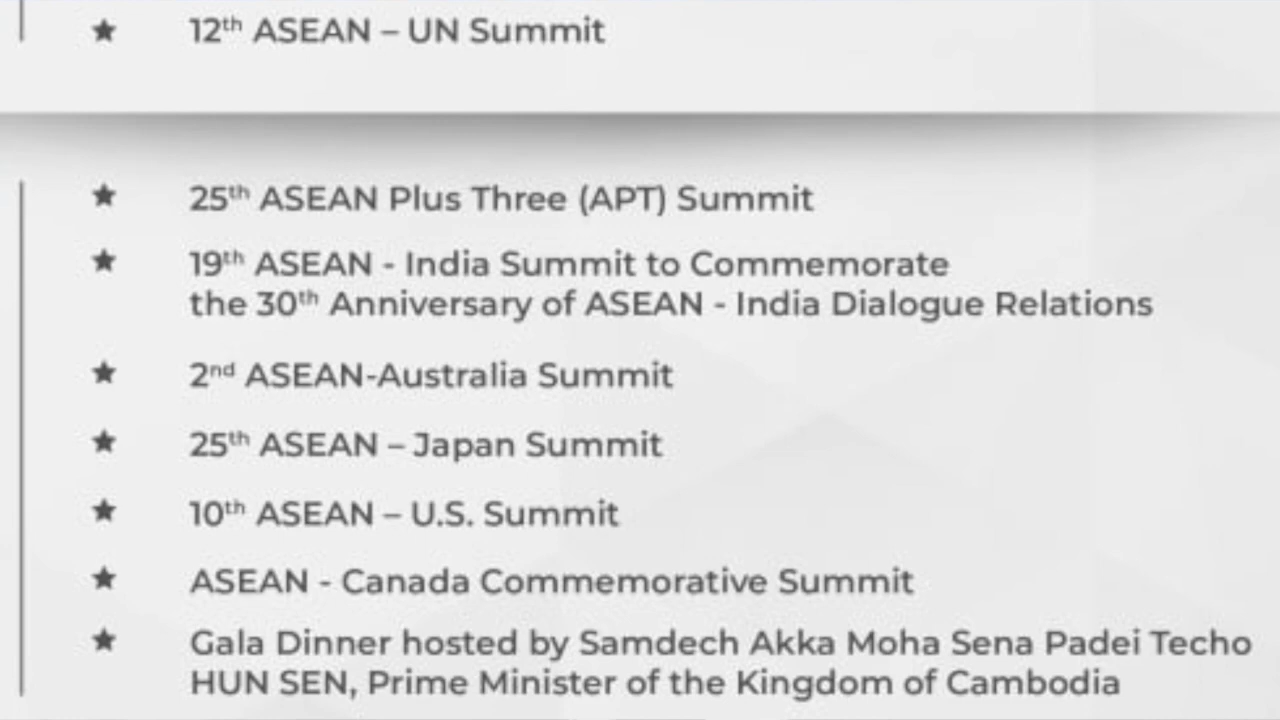 ★ 12th ASEAN – UN Summit
★ 25th ASEAN Plus Three (APT) Summit
★ 19th ASEAN - India Summit to Commemorate
the 30th Anniversary of ASEAN - India Dialogue Relations
★ 2nd ASEAN-Australia Summit
★ 25th ASEAN – Japan Summit
★ 10th ASEAN – U.S. Summit
★ ASEAN - Canada Commemorative Summit
★ Gala Dinner hosted by Samdech Akka Moha Sena Padei Techo
HUN SEN, Prime Minister of the Kingdom of Cambodia